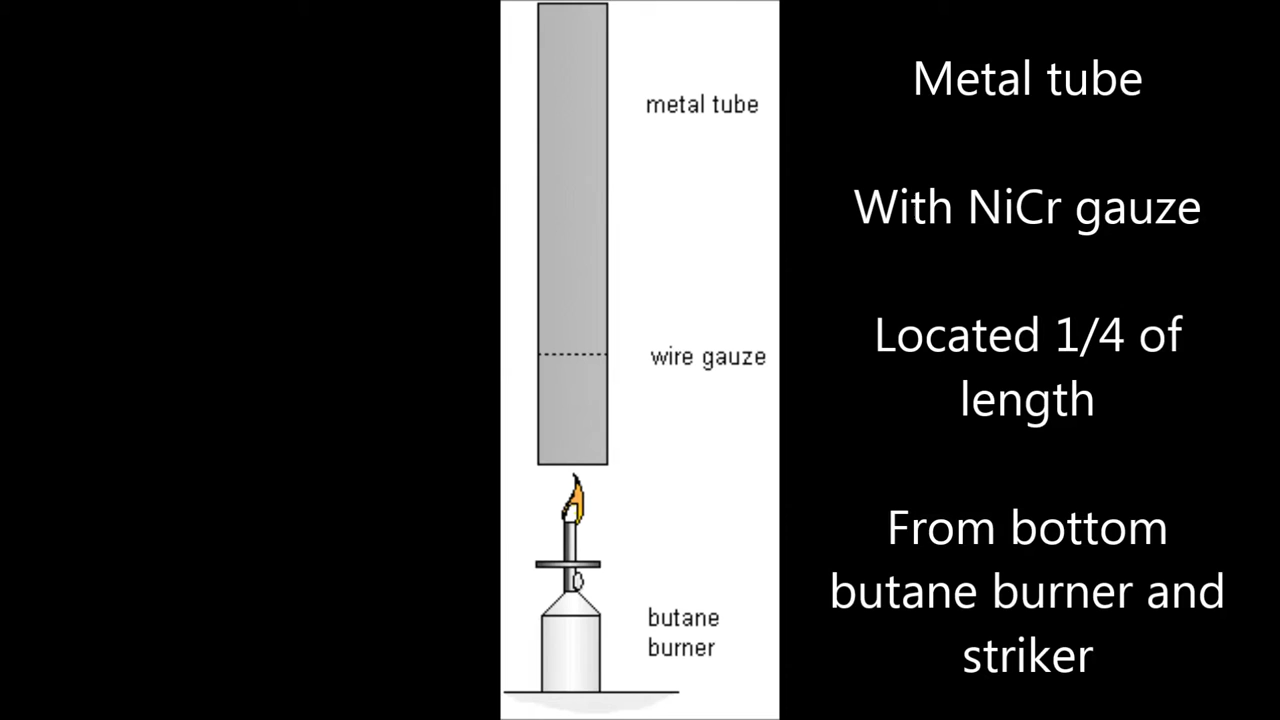 metal tube
wire gauze
butane
burner
Metal tube
With NiCr gauze
Located 1/4 of
length
From bottom
butane burner and
striker